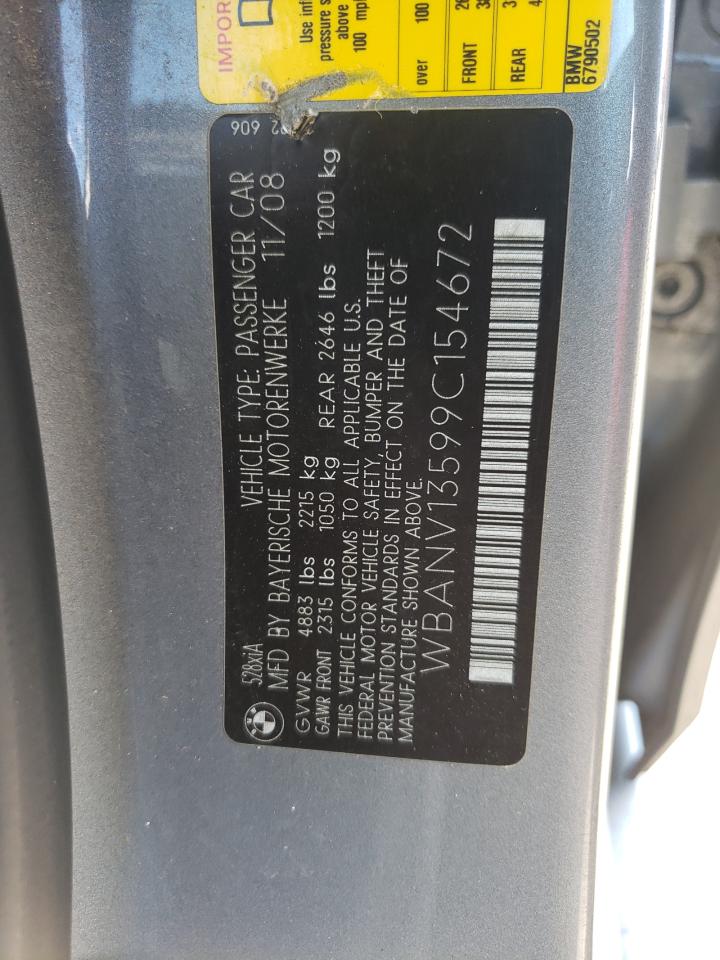 IMPOR
Use inf
pressure s
above
100 mph
over 100
FRONT
REAR
BMW
6790502
606
528xiA VEHICLE TYPE: PASSENGER CAR
MFD BY BAYERISCHE MOTORENWERKE 11/08
GVWR 4883 lbs 2215 kg
GAWR FRONT 2315 lbs 1050 kg REAR 2646 lbs 1200 kg
THIS VEHICLE CONFORMS TO ALL APPLICABLE U.S.
FEDERAL MOTOR VEHICLE SAFETY, BUMPER AND THEFT
PREVENTION STANDARDS IN EFFECT ON THE DATE OF
MANUFACTURE SHOWN ABOVE.
WBANV13599C154672